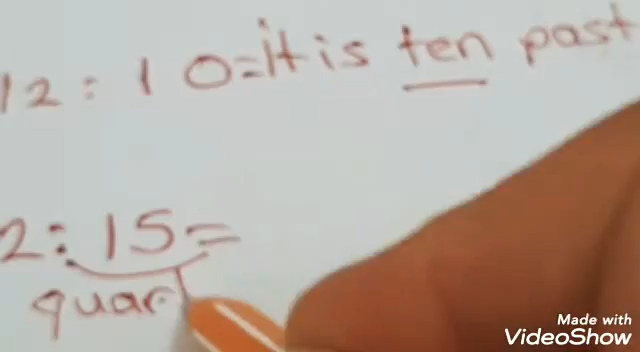 12:10=it is ten past
2:15=
quart
Made with
VideoShow